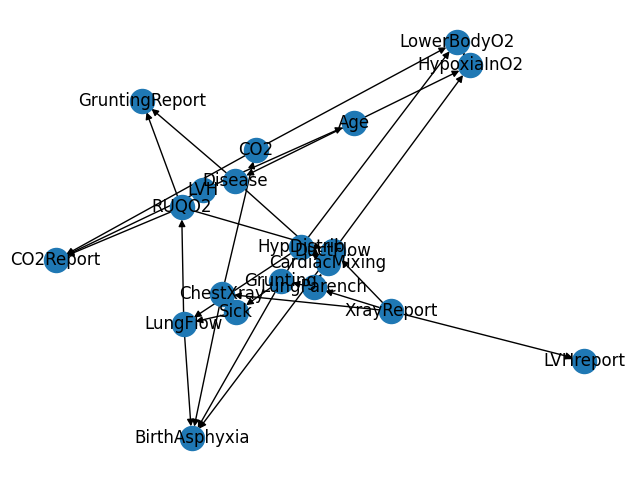 LowerBodyO2
HypoxiaInO2
GruntingReport
Age
CO2
Disease
LVH
RUQO2
HypDistrib
DuctFlow
CO2Report
CardiacMixing
Grunting
LungParench
ChestXray
Sick
XrayReport
LungFlow
LVHreport
BirthAsphyxia